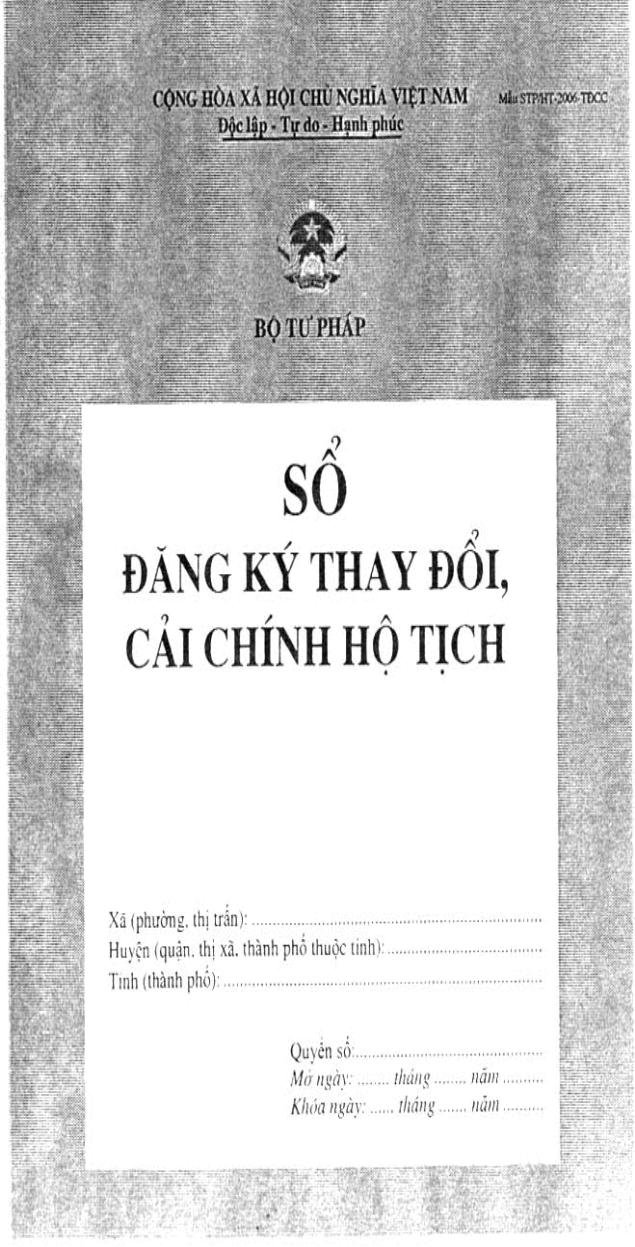 CỘNG HÒA XÃ HỘI CHỦ NGHĨA VIỆT NAM
Mẫu STP/HT-2006-TĐCC
Độc lập - Tự do - Hạnh phúc
BỘ TƯ PHÁP
SỔ
ĐĂNG KÝ THAY ĐỔI,
CẢI CHÍNH HỘ TỊCH
Xã (phường, thị trấn): ..........................................................
Huyện (quận, thị xã, thành phố thuộc tỉnh): ................................
Tỉnh (thành phố): ................................................................
Quyển số: ......................................
Mở ngày: ........ tháng ........ năm ..........
Khóa ngày: ...... tháng ....... năm ..........